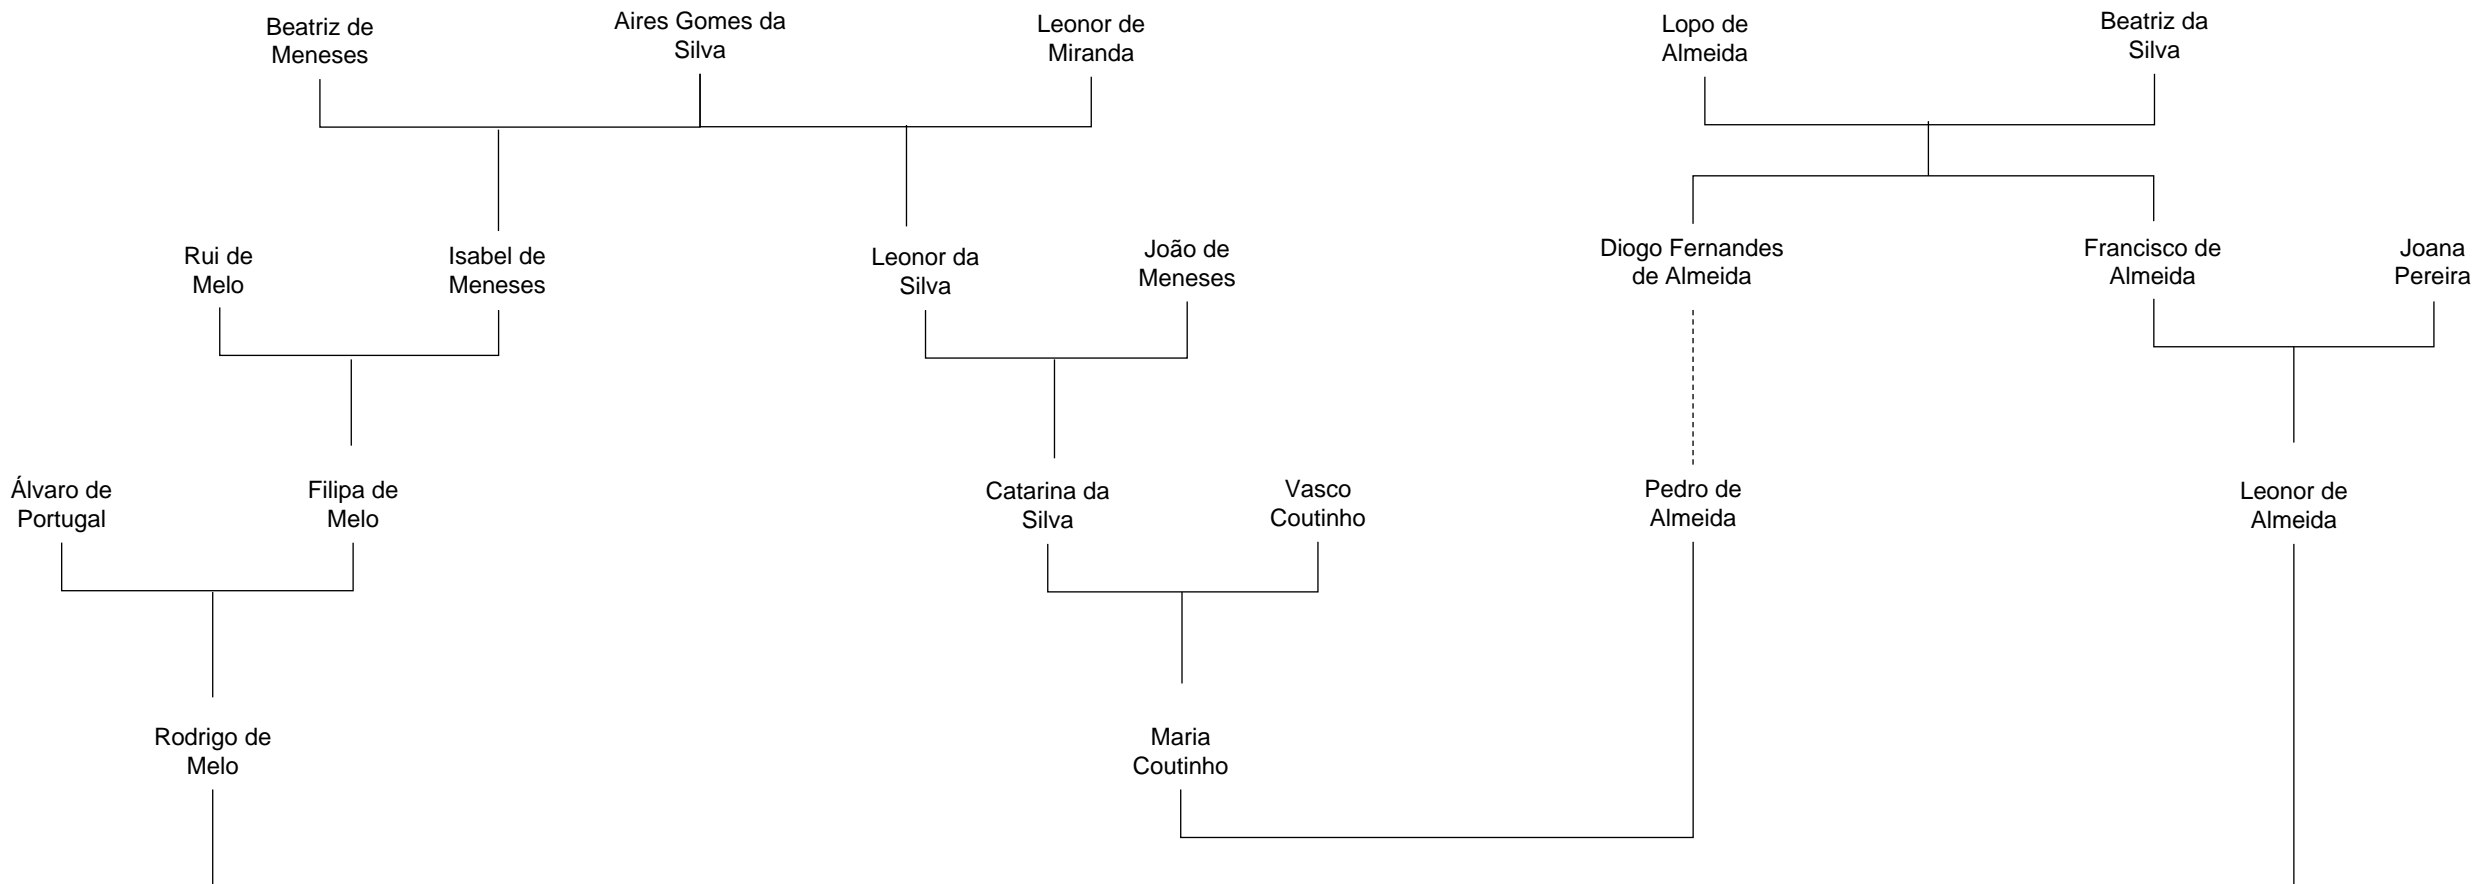 Beatriz de
Meneses
Aires Gomes da
Silva
Leonor de
Miranda
Lopo de
Almeida
Beatriz da
Silva
Rui de
Melo
Isabel de
Meneses
Leonor da
Silva
João de
Meneses
Diogo Fernandes
de Almeida
Francisco de
Almeida
Joana
Pereira
Álvaro de
Portugal
Filipa de
Melo
Catarina da
Silva
Vasco
Coutinho
Pedro de
Almeida
Leonor de
Almeida
Rodrigo de
Melo
Maria
Coutinho